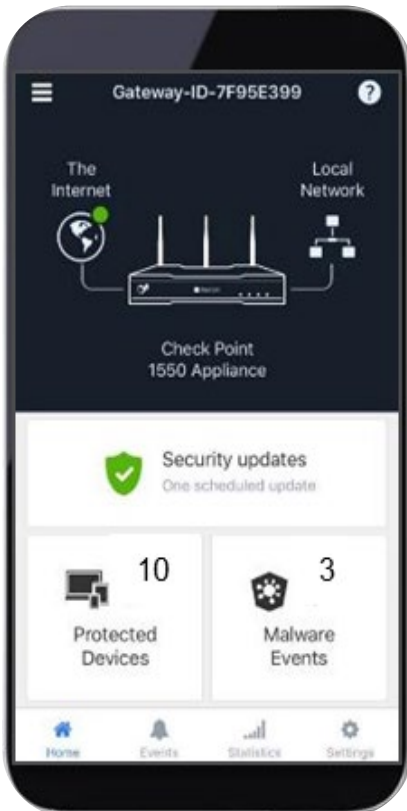 Gateway-ID-7F95E399
?
The
Internet
Local
Network
Check Point
1550 Appliance
Security updates
One scheduled update
10
Protected
Devices
3
Malware
Events
Home
Events
Statistics
Settings